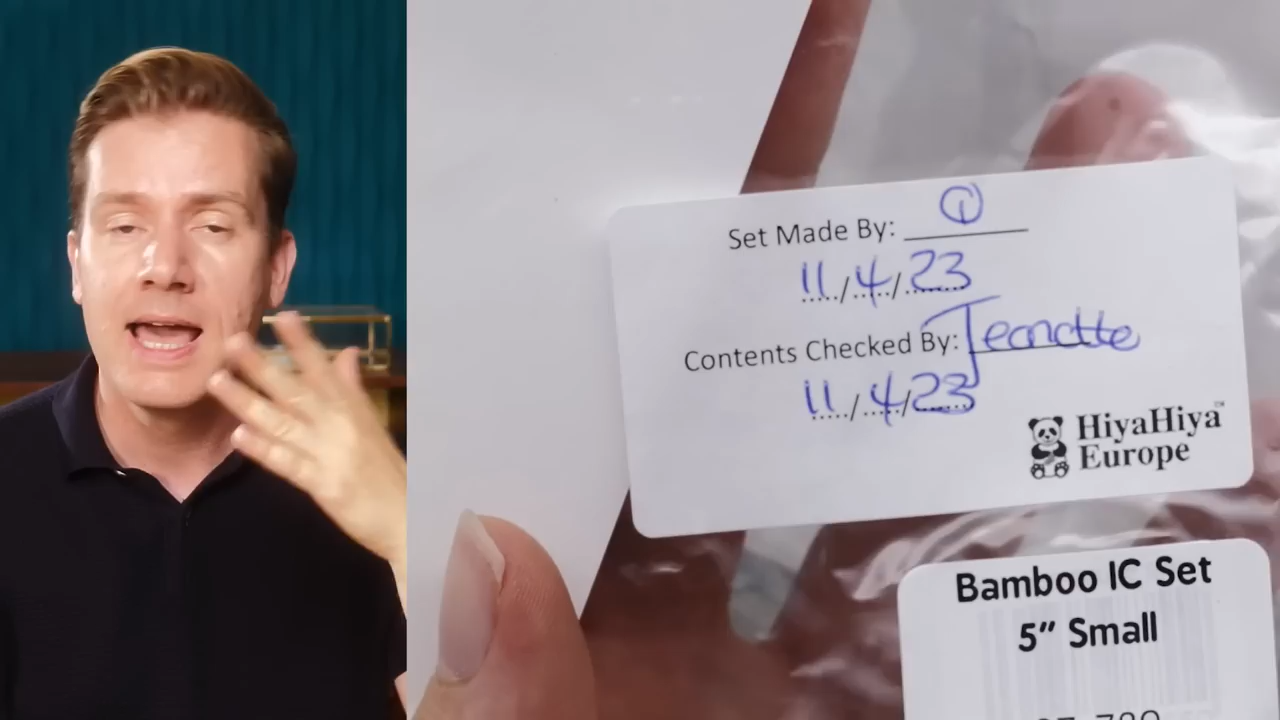 Set Made By: 1
11/4/23
Contents Checked By: Jeanette
11/4/23
HiyaHiya™
Europe
Bamboo IC Set
5" Small